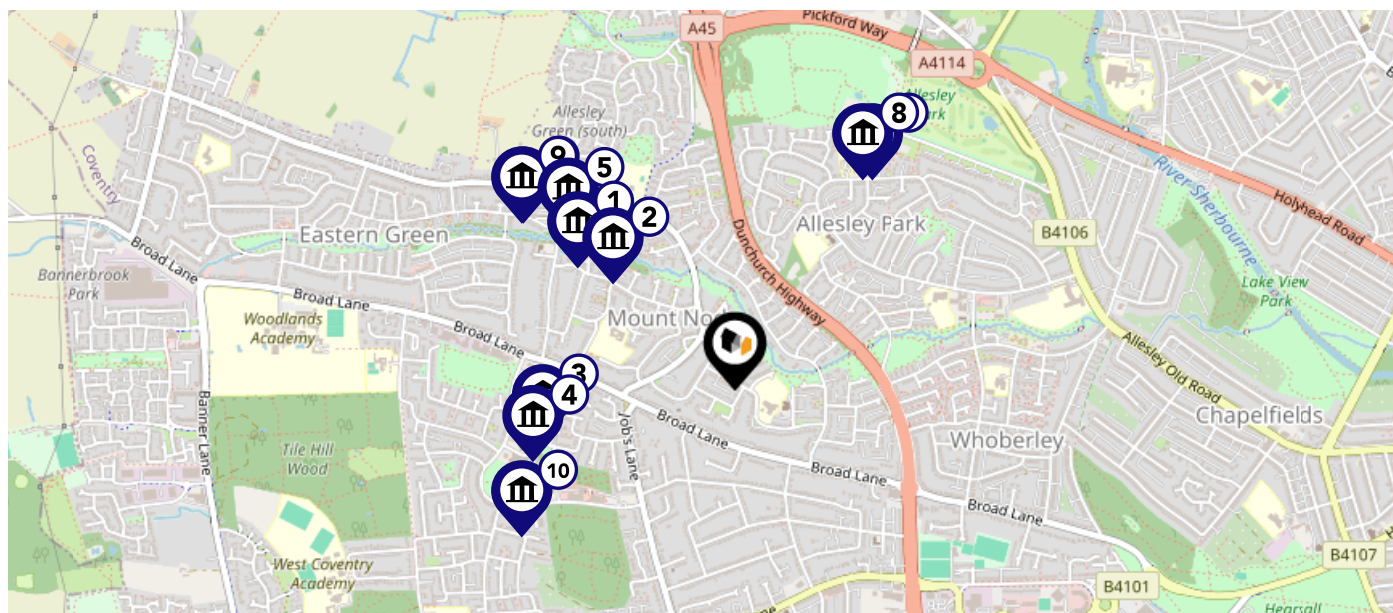 A45
Pickford Way
A4114
Allesley
Green (south)
8
Allesley
Park
Coventry
9
5
1
2
River Sherbourne
Holyhead Road
Eastern Green
Allesley Park
B4106
Broad Lane
Dunchurch Highway
Bannerbrook
Park
Broad Lane
Lake View
Park
Woodlands
Academy
Broad Lane
Mount Nod
Allesley Old Road
3
4
Banner Lane
Job's Lane
Broad Lane
Chapelfields
Tile Hill
Wood
Whoberley
10
Broad Lane
Broad Lane
B4107
West Coventry
Academy
B4101
Hearsall